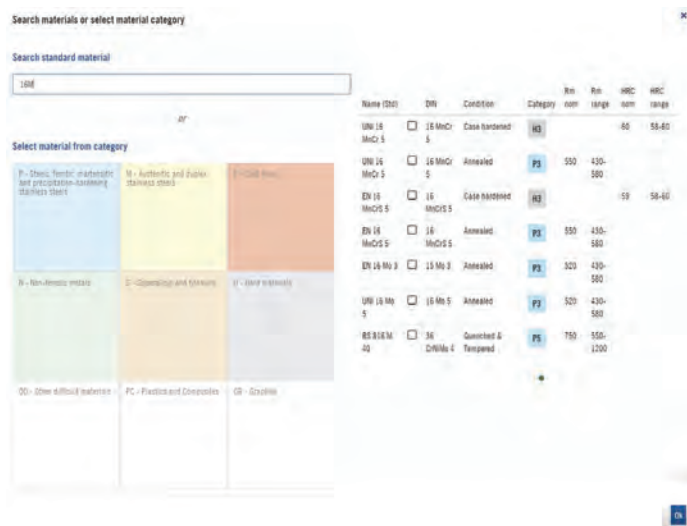 Search materials or select material category
×
Search standard material
16M
or
Select material from category
P - Steels, ferritic, martensitic
and precipitation-hardening
stainless steels
M - Austenitic and duplex
stainless steels
N - Non-ferrous metals
S - Superalloys and titanium
H - Hard materials
OD - Other difficult materials
PC - Plastics and Composites
GR - Graphite
Rm Rm HRC HRC
Name (Std) DIN Condition Category nom range nom range
UNI 16 16 MnCr Case hardened H3 60 58-60
MnCr 5 5
UNI 16 16 MnCr Annealed P3 550 430-
MnCr 5 5 580
EN 16 16 Case hardened H3 59 58-60
MnCrS 5 MnCrS 5
EN 16 16 Annealed P3 550 430-
MnCrS 5 MnCrS 5 580
EN 16 Mo 3 15 Mo 3 Annealed P3 520 430-
580
UNI 16 Mo 16 Mo 5 Annealed P3 520 430-
5 580
BS 816 M 36 Quenched & P5 750 550-
40 CrNiMo 4 Tempered 1200
Ok